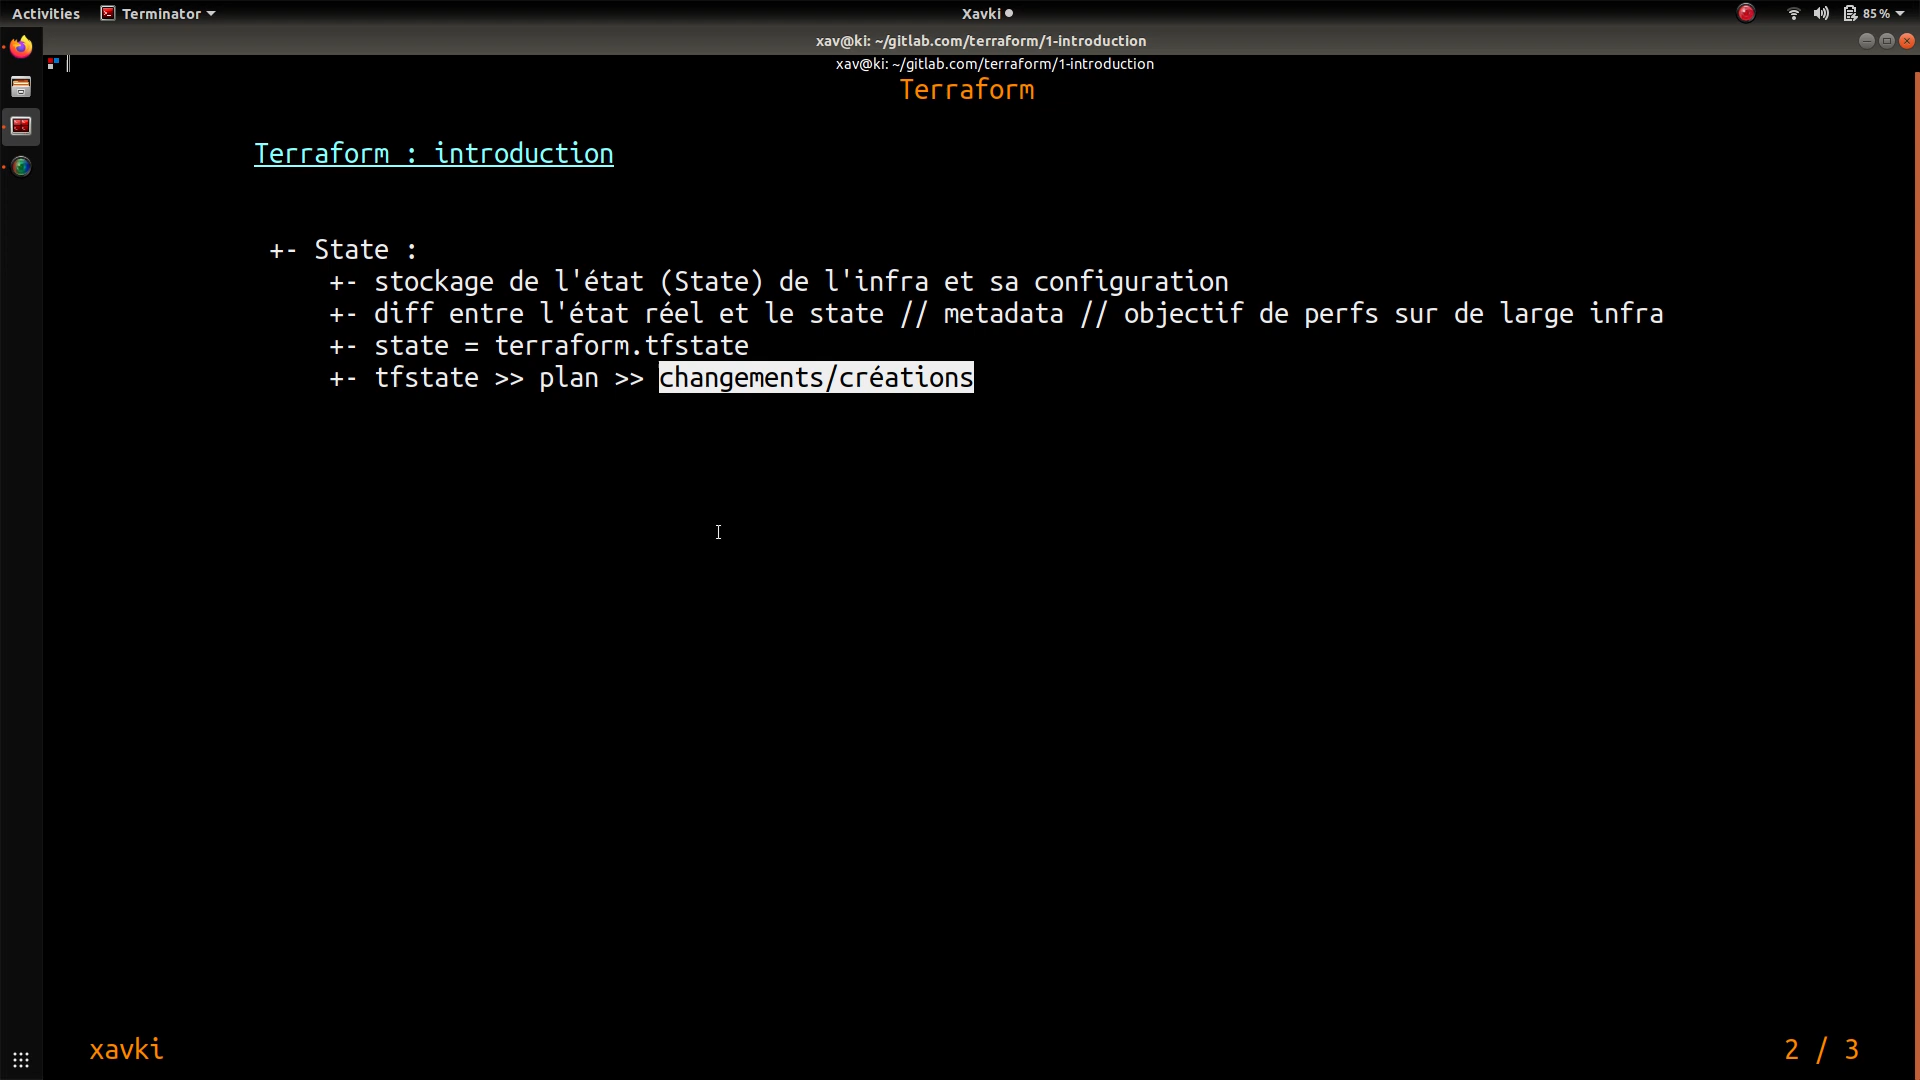 Activities Terminator Xavki 85%
xav@ki: ~/gitlab.com/terraform/1-introduction
xav@ki: ~/gitlab.com/terraform/1-introduction
Terraform
Terraform : introduction
+- State :
+- stockage de l'état (State) de l'infra et sa configuration
+- diff entre l'état réel et le state // metadata // objectif de perfs sur de large infra
+- state = terraform.tfstate
+- tfstate >> plan >> changements/créations
xavki 2 / 3